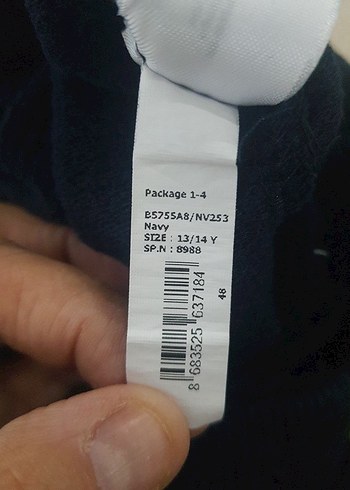 Package 1-4
B5755A8/NV253
Navy
SIZE : 13/14 Y
SP.N : 8988
48
8 683525 637184